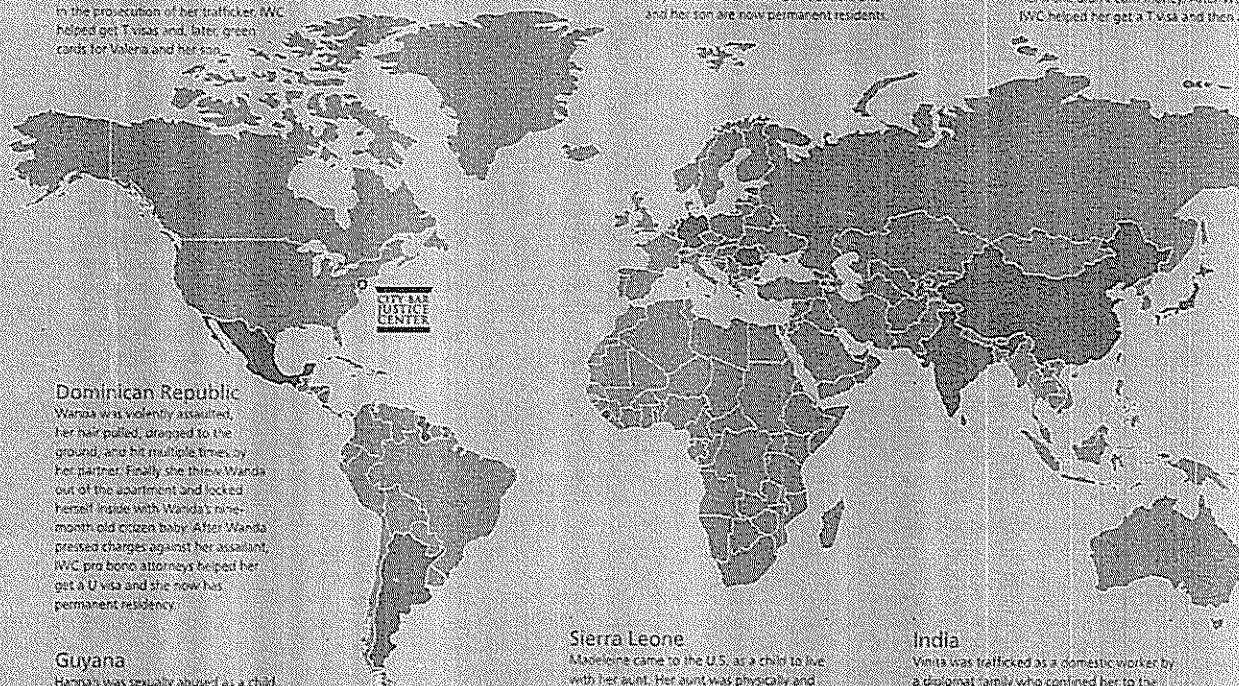 in the prosecution of her trafficker, IWC
helped get T visas and, later, green
cards for Valeria and her son.
and her son are now permanent residents.
IWC helped her get a T visa and then
CITY BAR
JUSTICE
CENTER
Dominican Republic
Wanda was violently assaulted,
her hair pulled, dragged to the
ground, and hit multiple times by
her partner. Finally she threw Wanda
out of the apartment and locked
herself inside with Wanda's nine-
month old citizen baby. After Wanda
pressed charges against her assailant,
IWC pro bono attorneys helped her
get a U visa and she now has
permanent residency.
Guyana
Hannah was sexually abused as a child
Sierra Leone
Madeleine came to the U.S. as a child to live
with her aunt. Her aunt was physically and
India
Vinita was trafficked as a domestic worker by
a diplomat family who confined her to the